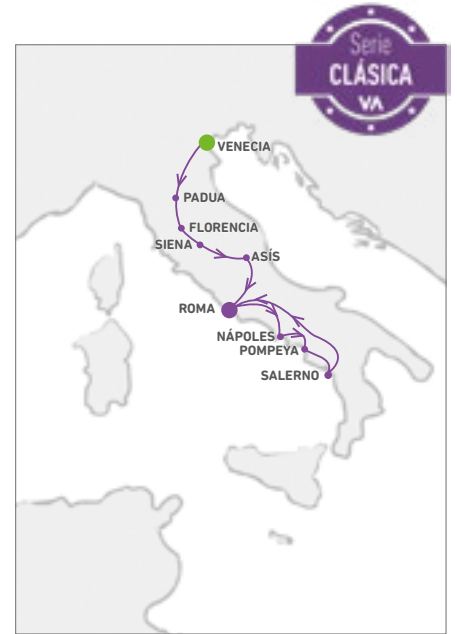 Serie
CLÁSICA
VA
VENECIA
PADUA
FLORENCIA
SIENA
ASÍS
ROMA
NÁPOLES
POMPEYA
SALERNO